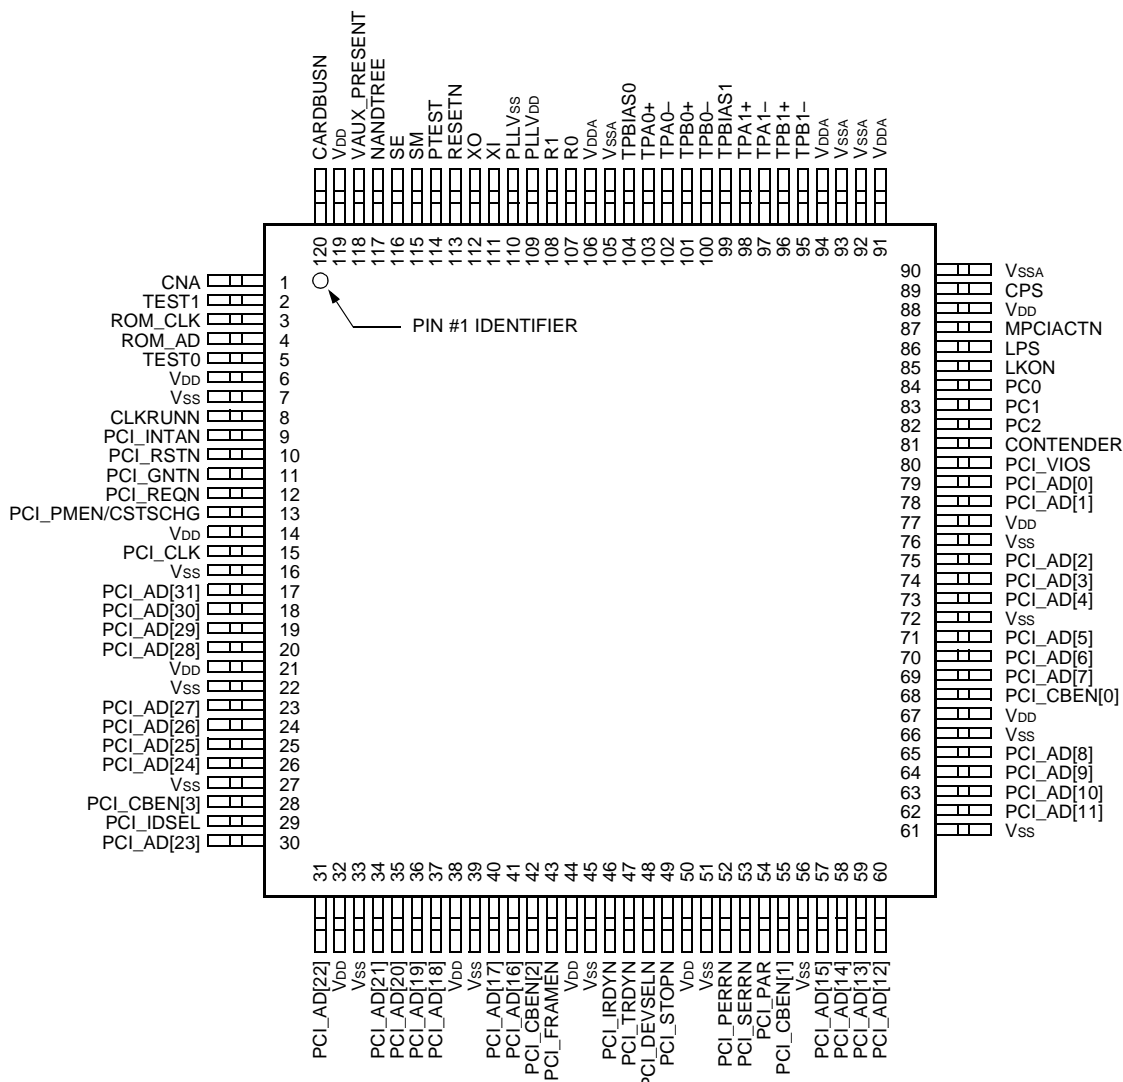 CARDBUSN
VDD
VAUX_PRESENT
NANDTREE
SE
SM
PTEST
RESETN
XO
XI
PLLVSS
PLLVDD
R1
R0
VDDA
VSSA
TPBIAS0
TPA0+
TPA0–
TPB0+
TPB0–
TPBIAS1
TPA1+
TPA1–
TPB1+
TPB1–
VDDA
VSSA
VSSA
VDDA
120
119
118
117
116
115
114
113
112
111
110
109
108
107
106
105
104
103
102
101
100
99
98
97
96
95
94
93
92
91
CNA 1
TEST1 2
ROM_CLK 3
ROM_AD 4
TEST0 5
VDD 6
VSS 7
CLKRUNN 8
PCI_INTAN 9
PCI_RSTN 10
PCI_GNTN 11
PCI_REQN 12
PCI_PMEN/CSTSCHG 13
VDD 14
PCI_CLK 15
VSS 16
PCI_AD[31] 17
PCI_AD[30] 18
PCI_AD[29] 19
PCI_AD[28] 20
VDD 21
VSS 22
PCI_AD[27] 23
PCI_AD[26] 24
PCI_AD[25] 25
PCI_AD[24] 26
VSS 27
PCI_CBEN[3] 28
PCI_IDSEL 29
PCI_AD[23] 30
PIN #1 IDENTIFIER
90 VSSA
89 CPS
88 VDD
87 MPCIACTN
86 LPS
85 LKON
84 PC0
83 PC1
82 PC2
81 CONTENDER
80 PCI_VIOS
79 PCI_AD[0]
78 PCI_AD[1]
77 VDD
76 VSS
75 PCI_AD[2]
74 PCI_AD[3]
73 PCI_AD[4]
72 VSS
71 PCI_AD[5]
70 PCI_AD[6]
69 PCI_AD[7]
68 PCI_CBEN[0]
67 VDD
66 VSS
65 PCI_AD[8]
64 PCI_AD[9]
63 PCI_AD[10]
62 PCI_AD[11]
61 VSS
31
32
33
34
35
36
37
38
39
40
41
42
43
44
45
46
47
48
49
50
51
52
53
54
55
56
57
58
59
60
PCI_AD[22]
VDD
VSS
PCI_AD[21]
PCI_AD[20]
PCI_AD[19]
PCI_AD[18]
VDD
VSS
PCI_AD[17]
PCI_AD[16]
PCI_CBEN[2]
PCI_FRAMEN
VDD
VSS
PCI_IRDYN
PCI_TRDYN
PCI_DEVSELN
PCI_STOPN
VDD
VSS
PCI_PERRN
PCI_SERRN
PCI_PAR
PCI_CBEN[1]
VSS
PCI_AD[15]
PCI_AD[14]
PCI_AD[13]
PCI_AD[12]